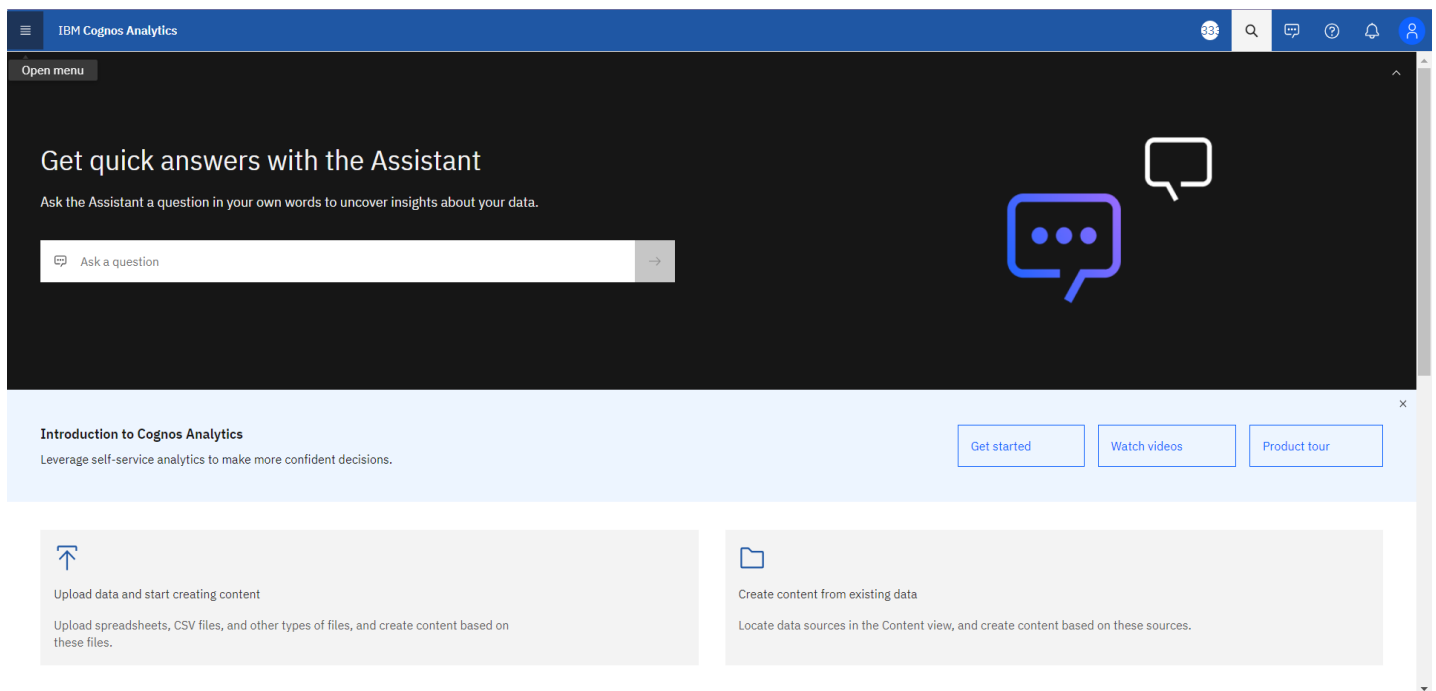 IBM Cognos Analytics
Open menu
Get quick answers with the Assistant
Ask the Assistant a question in your own words to uncover insights about your data.
Ask a question
Introduction to Cognos Analytics
Leverage self-service analytics to make more confident decisions.
Get started
Watch videos
Product tour
Upload data and start creating content
Upload spreadsheets, CSV files, and other types of files, and create content based on
these files.
Create content from existing data
Locate data sources in the Content view, and create content based on these sources.